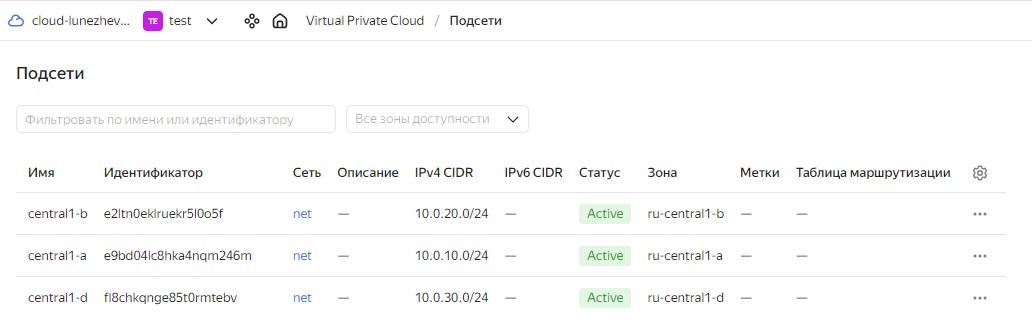 cloud-lunezhev... TE test Virtual Private Cloud / Подсети
Подсети
Фильтровать по имени или идентификатору Все зоны доступности
Имя Идентификатор Сеть Описание IPv4 CIDR IPv6 CIDR Статус Зона Метки Таблица маршрутизации
central1-b e2ltn0eklruekr5l0o5f net — 10.0.20.0/24 — Active ru-central1-b — —
central1-a e9bd04lc8hka4nqm246m net — 10.0.10.0/24 — Active ru-central1-a — —
central1-d fl8chkqnge85t0rmtebv net — 10.0.30.0/24 — Active ru-central1-d — —